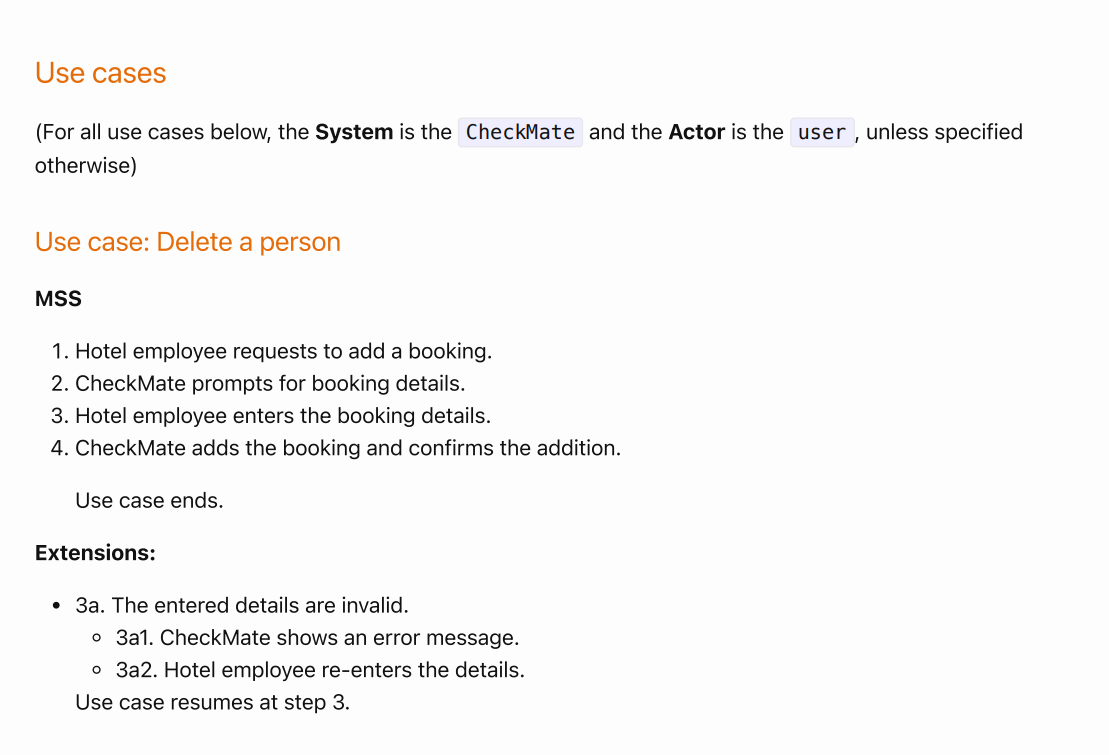 Use cases
(For all use cases below, the System is the CheckMate and the Actor is the user, unless specified
otherwise)
Use case: Delete a person
MSS
1. Hotel employee requests to add a booking.
2. CheckMate prompts for booking details.
3. Hotel employee enters the booking details.
4. CheckMate adds the booking and confirms the addition.
Use case ends.
Extensions:
• 3a. The entered details are invalid.
◦ 3a1. CheckMate shows an error message.
◦ 3a2. Hotel employee re-enters the details.
Use case resumes at step 3.